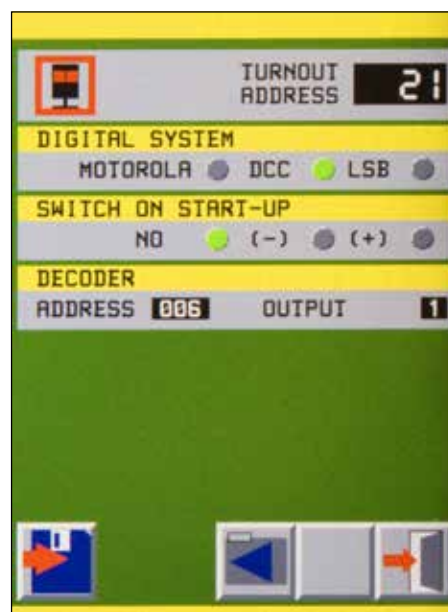 TURNOUT
ADDRESS 21
DIGITAL SYSTEM
MOTOROLA DCC LSB
SWITCH ON START-UP
NO (-) (+)
DECODER
ADDRESS 006 OUTPUT 1